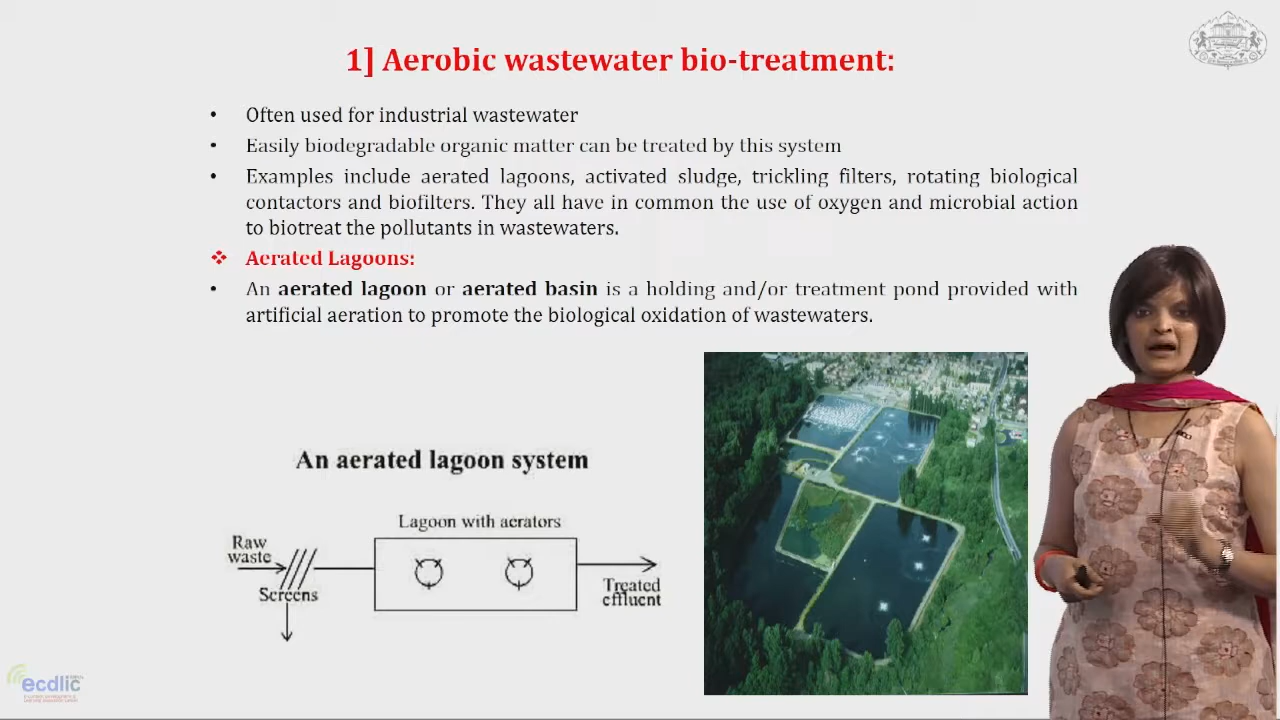 1] Aerobic wastewater bio-treatment:
• Often used for industrial wastewater
• Easily biodegradable organic matter can be treated by this system
• Examples include aerated lagoons, activated sludge, trickling filters, rotating biological
contactors and biofilters. They all have in common the use of oxygen and microbial action
to biotreat the pollutants in wastewaters.
❖ Aerated Lagoons:
• An aerated lagoon or aerated basin is a holding and/or treatment pond provided with
artificial aeration to promote the biological oxidation of wastewaters.
An aerated lagoon system
Lagoon with aerators
Raw
waste
Screens
Treated
effluent
ecdlic